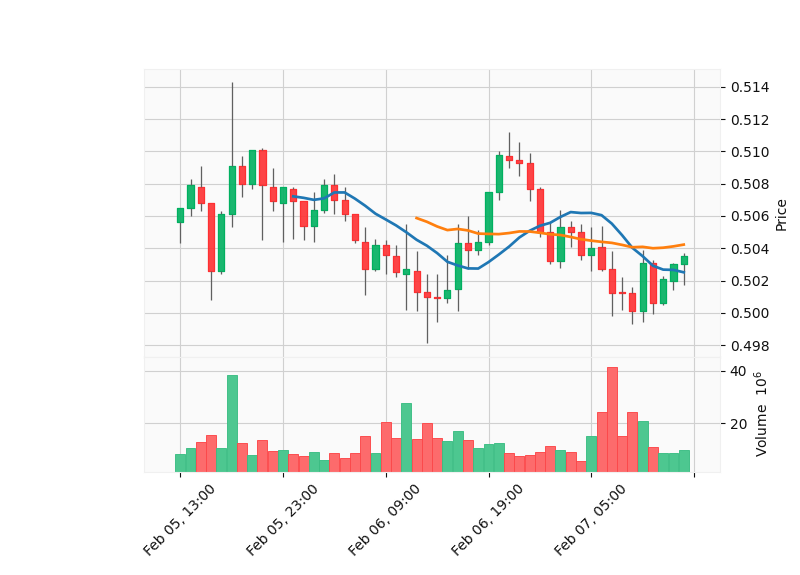 0.514
0.512
0.510
0.508
0.506
0.504
0.502
0.500
0.498
Price
40
20
Volume 10⁶
Feb 05, 13:00
Feb 05, 23:00
Feb 06, 09:00
Feb 06, 19:00
Feb 07, 05:00